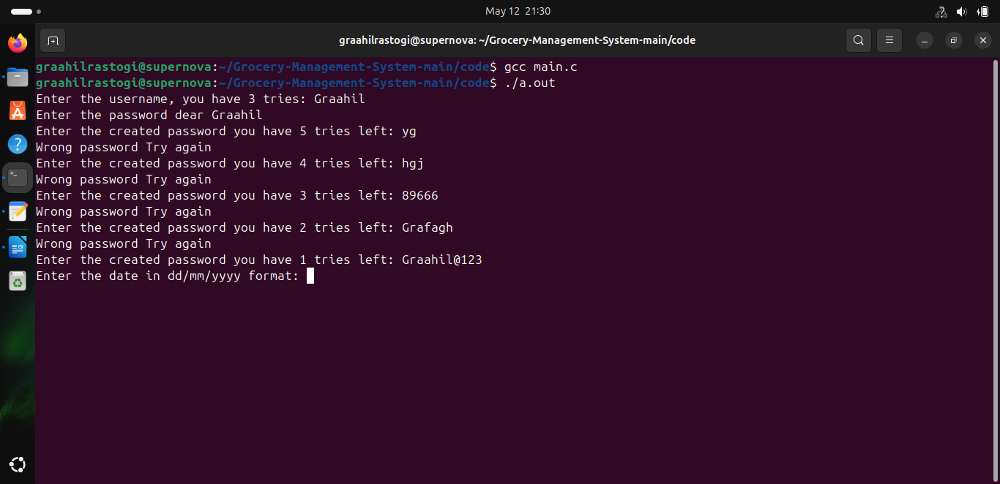 May 12 21:30
graahilrastogi@supernova: ~/Grocery-Management-System-main/code
graahilrastogi@supernova:~/Grocery-Management-System-main/code$ gcc main.c
graahilrastogi@supernova:~/Grocery-Management-System-main/code$ ./a.out
Enter the username, you have 3 tries: Graahil
Enter the password dear Graahil
Enter the created password you have 5 tries left: yg
Wrong password Try again
Enter the created password you have 4 tries left: hgj
Wrong password Try again
Enter the created password you have 3 tries left: 89666
Wrong password Try again
Enter the created password you have 2 tries left: Grafagh
Wrong password Try again
Enter the created password you have 1 tries left: Graahil@123
Enter the date in dd/mm/yyyy format: